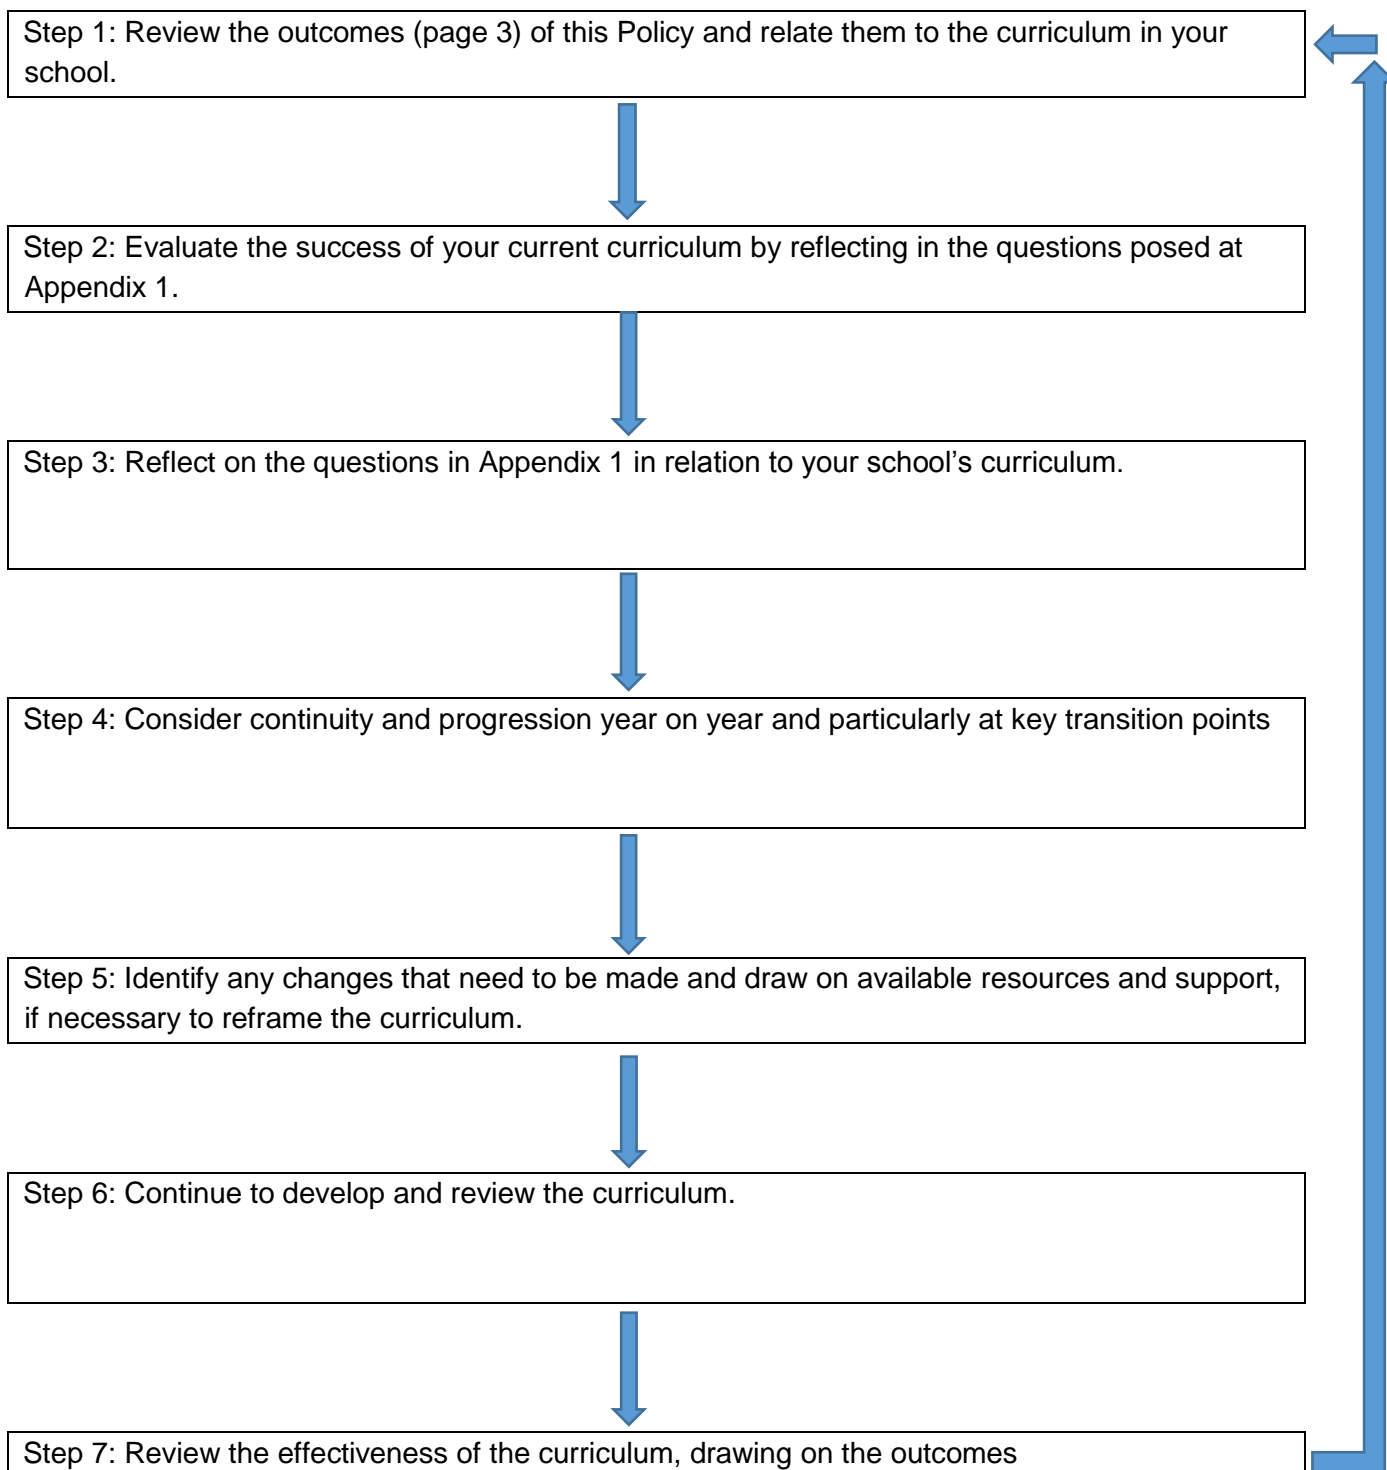 Step 1: Review the outcomes (page 3) of this Policy and relate them to the curriculum in your
school.
Step 2: Evaluate the success of your current curriculum by reflecting in the questions posed at
Appendix 1.
Step 3: Reflect on the questions in Appendix 1 in relation to your school’s curriculum.
Step 4: Consider continuity and progression year on year and particularly at key transition points
Step 5: Identify any changes that need to be made and draw on available resources and support,
if necessary to reframe the curriculum.
Step 6: Continue to develop and review the curriculum.
Step 7: Review the effectiveness of the curriculum, drawing on the outcomes